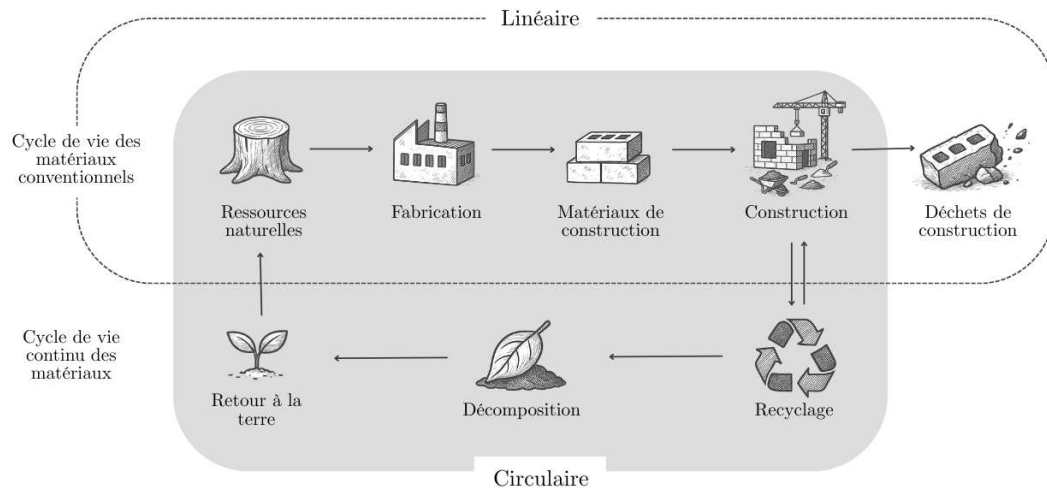 Linéaire
Cycle de vie des
matériaux
conventionnels
Ressources
naturelles
Fabrication
Matériaux de
construction
Construction
Déchets de
construction
Cycle de vie
continu des
matériaux
Retour à la
terre
Décomposition
Recyclage
Circulaire